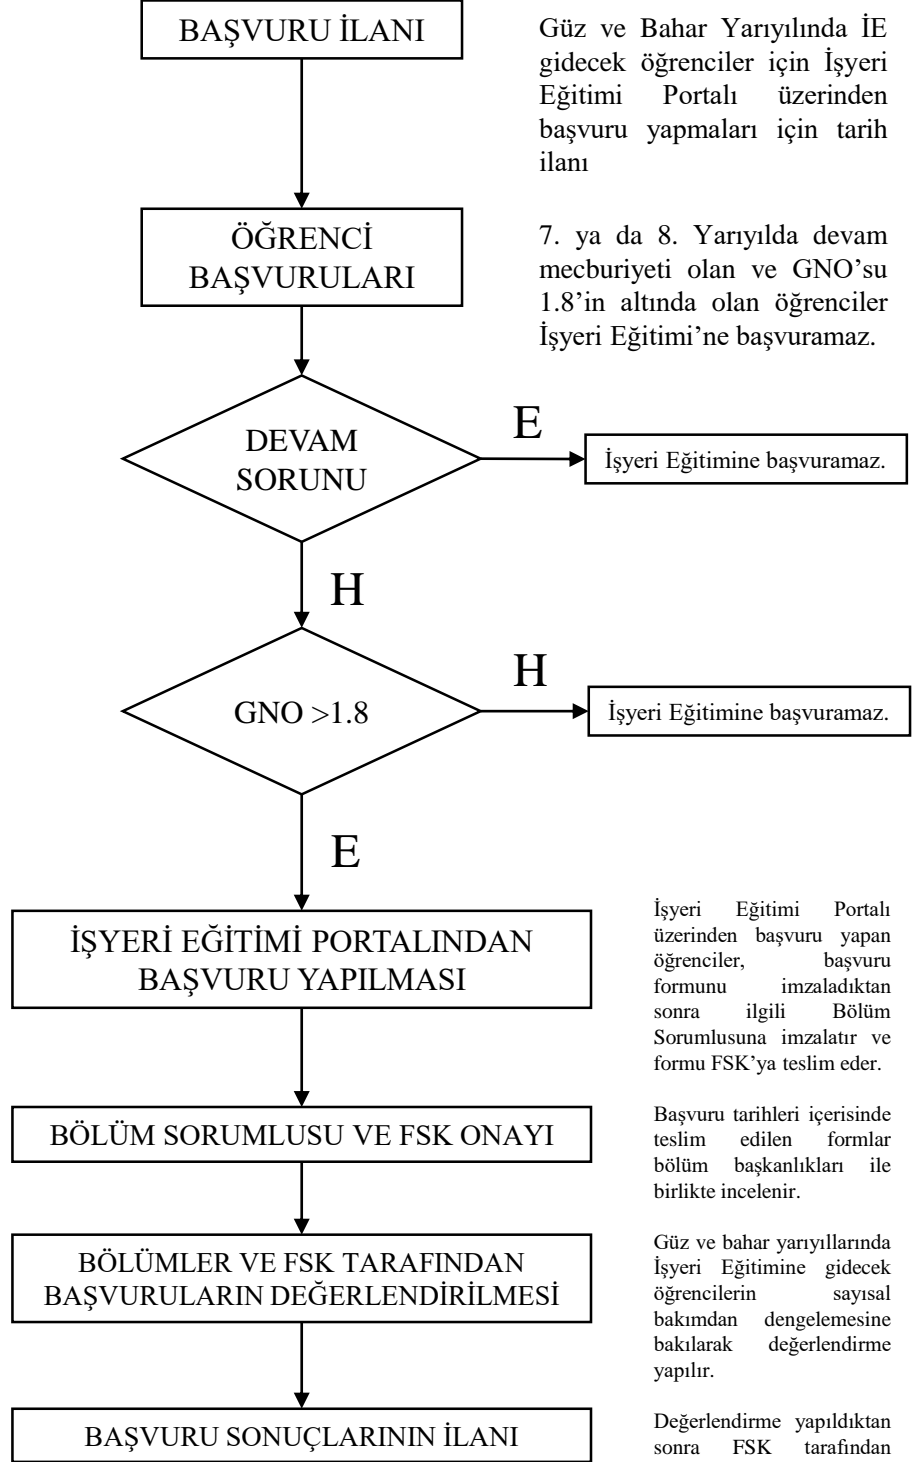 BAŞVURU İLANI
Güz ve Bahar Yarıyılında İE
gidecek öğrenciler için İşyeri
Eğitimi Portalı üzerinden
başvuru yapmaları için tarih
ilanı
ÖĞRENCİ
BAŞVURULARI
7. ya da 8. Yarıyılda devam
mecburiyeti olan ve GNO’su
1.8’in altında olan öğrenciler
İşyeri Eğitimi’ne başvuramaz.
DEVAM
SORUNU
E
İşyeri Eğitimine başvuramaz.
H
GNO >1.8
H
İşyeri Eğitimine başvuramaz.
E
İŞYERİ EĞİTİMİ PORTALINDAN
BAŞVURU YAPILMASI
İşyeri Eğitimi Portalı
üzerinden başvuru yapan
öğrenciler, başvuru
formunu imzaladıktan
sonra ilgili Bölüm
Sorumlusuna imzalatır ve
formu FSK’ya teslim eder.
BÖLÜM SORUMLUSU VE FSK ONAYI
Başvuru tarihleri içerisinde
teslim edilen formlar
bölüm başkanlıkları ile
birlikte incelenir.
BÖLÜMLER VE FSK TARAFINDAN
BAŞVURULARIN DEĞERLENDİRİLMESİ
Güz ve bahar yarıyıllarında
İşyeri Eğitimine gidecek
öğrencilerin sayısal
bakımdan dengelemesine
bakılarak değerlendirme
yapılır.
BAŞVURU SONUÇLARININ İLANI
Değerlendirme yapıldıktan
sonra FSK tarafından